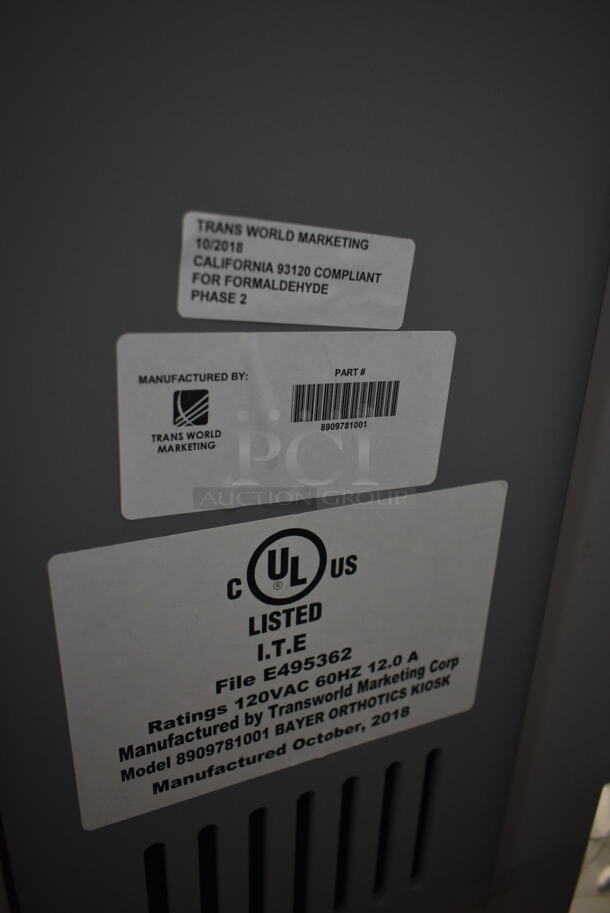 TRANS WORLD MARKETING
10/2018
CALIFORNIA 93120 COMPLIANT
FOR FORMALDEHYDE
PHASE 2
MANUFACTURED BY:
TRANS WORLD
MARKETING
PART #
8909781001
PCI
AUCTION GROUP
C UL US
®
LISTED
I.T.E
File E495362
Ratings 120VAC 60HZ 12.0 A
Manufactured by Transworld Marketing Corp
Model 8909781001 BAYER ORTHOTICS KIOSK
Manufactured October, 2018